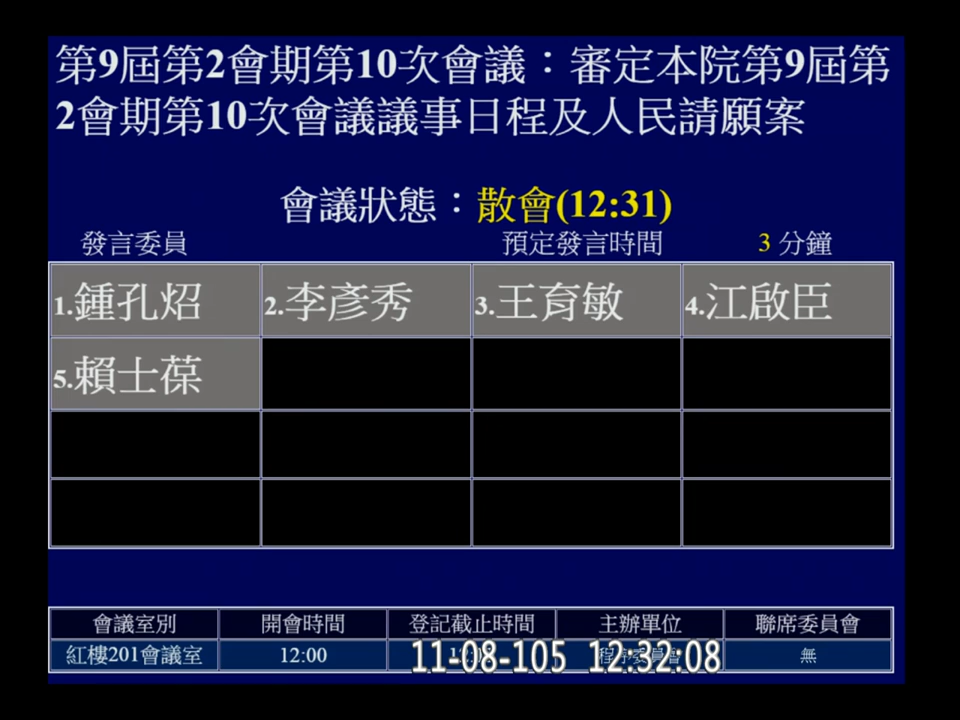 第9屆第2會期第10次會議：審定本院第9屆第
2會期第10次會議議事日程及人民請願案
會議狀態：散會(12:31)
發言委員 預定發言時間 3 分鐘
1.鍾孔炤 2.李彥秀 3.王育敏 4.江啟臣
5.賴士葆
會議室別 開會時間 登記截止時間 主辦單位 聯席委員會
紅樓201會議室 12:00 無
11-08-105 12:32:08